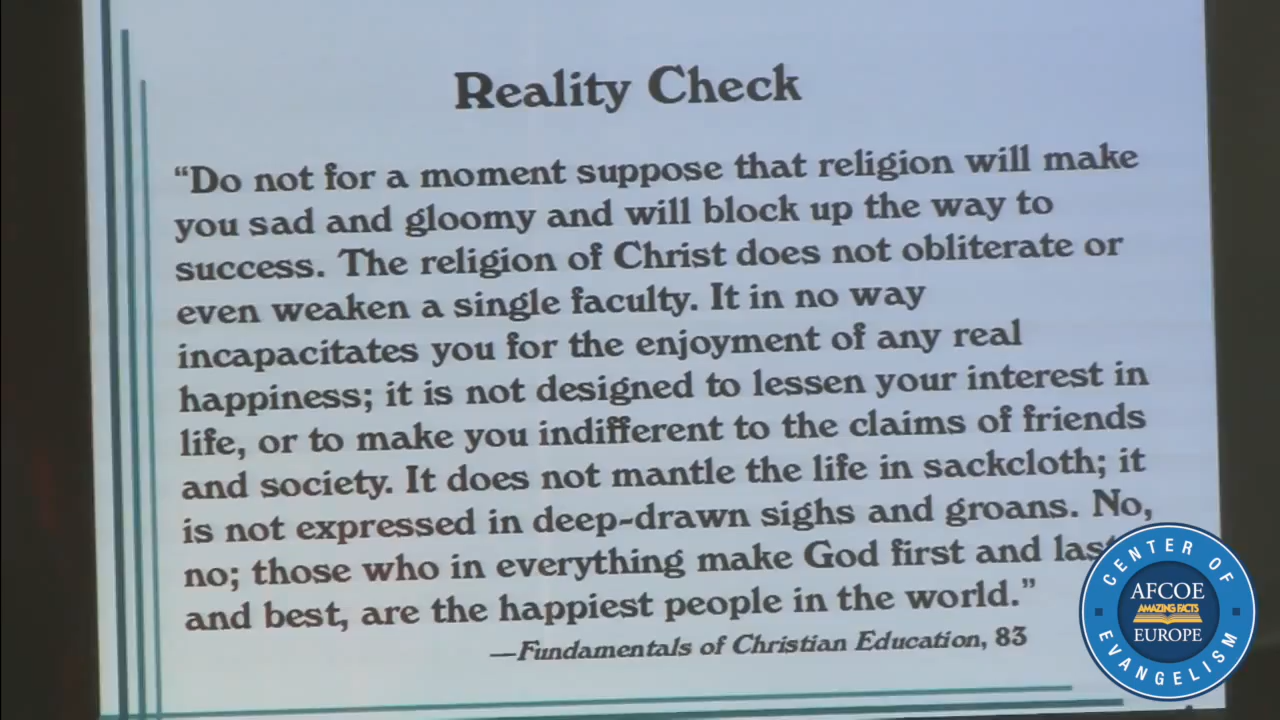 Reality Check
“Do not for a moment suppose that religion will make
you sad and gloomy and will block up the way to
success. The religion of Christ does not obliterate or
even weaken a single faculty. It in no way
incapacitates you for the enjoyment of any real
happiness; it is not designed to lessen your interest in
life, or to make you indifferent to the claims of friends
and society. It does not mantle the life in sackcloth; it
is not expressed in deep-drawn sighs and groans. No,
no; those who in everything make God first and last
and best, are the happiest people in the world.”
—Fundamentals of Christian Education, 83
CENTER OF
AFCOE
AMAZING FACTS
EUROPE
EVANGELISM